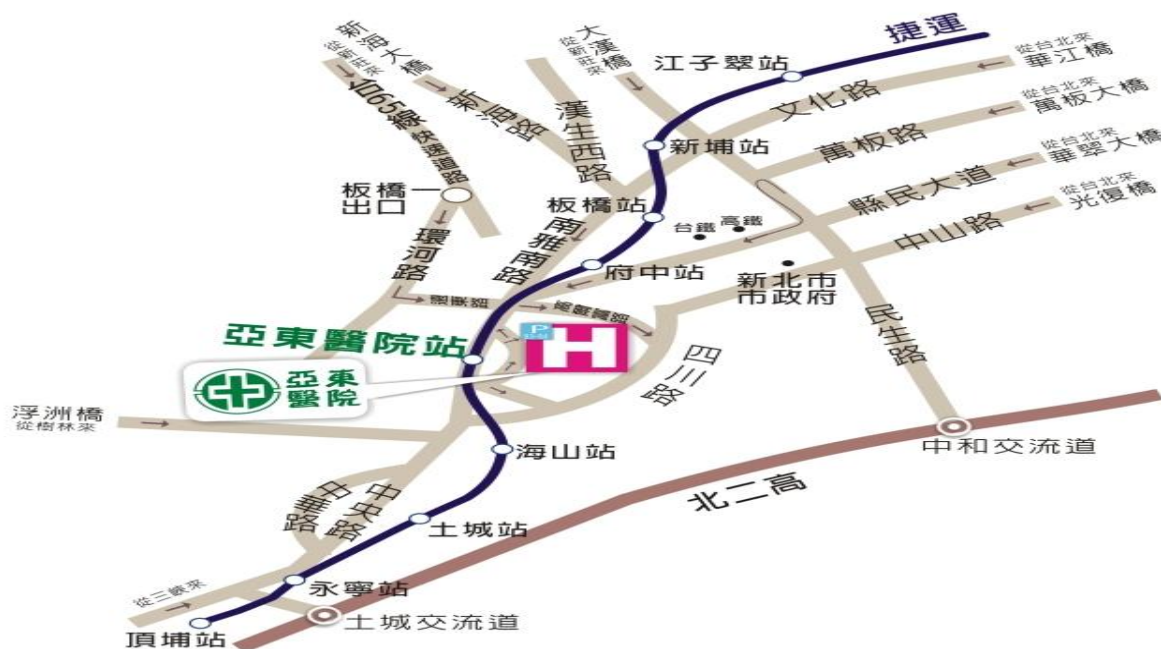 捷運
從台北來
華江橋
從台北來
萬板大橋
從台北來
華翠大橋
從台北來
光復橋
新海大橋
從新莊來
大漢橋
從新莊來
江子翠站
文化路
台65線
快速道路
新海路
漢生西路
新埔站
萬板路
板橋一
出口
板橋站
縣民大道
台鐵
高鐵
中山路
環河路
南雅南路
府中站
新北市
市政府
遠東路
民生路
亞東醫院站
P
H
四川路
亞東
醫院
浮洲橋
從樹林來
海山站
中和交流道
北二高
中華路
中央路
土城站
從三峽來
永寧站
土城交流道
頂埔站